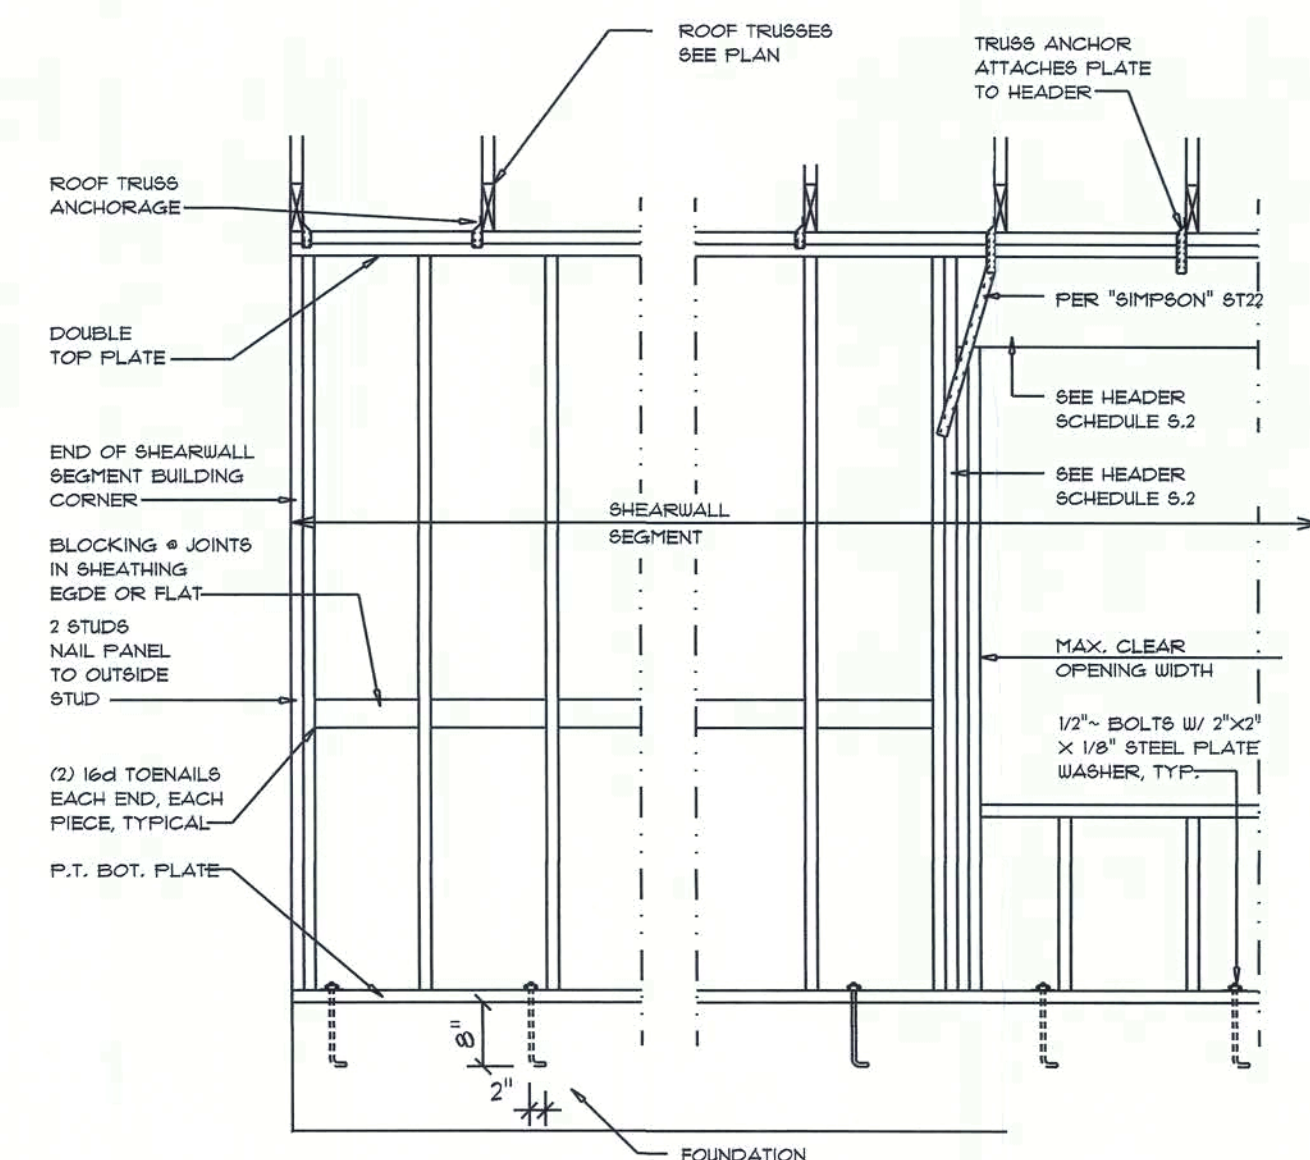 ROOF TRUSSES
SEE PLAN
TRUSS ANCHOR
ATTACHES PLATE
TO HEADER
ROOF TRUSS
ANCHORAGE
PER "SIMPSON" ST22
DOUBLE
TOP PLATE
SEE HEADER
SCHEDULE S.2
END OF SHEARWALL
SEGMENT BUILDING
CORNER
SEE HEADER
SCHEDULE S.2
SHEARWALL
SEGMENT
BLOCKING @ JOINTS
IN SHEATHING
EGDE OR FLAT
2 STUDS
NAIL PANEL
TO OUTSIDE
STUD
MAX. CLEAR
OPENING WIDTH
1/2"~ BOLTS W/ 2"X2"
X 1/8" STEEL PLATE
WASHER, TYP.
(2) 16d TOENAILS
EACH END, EACH
PIECE, TYPICAL
P.T. BOT. PLATE
8"
2"
FOUNDATION